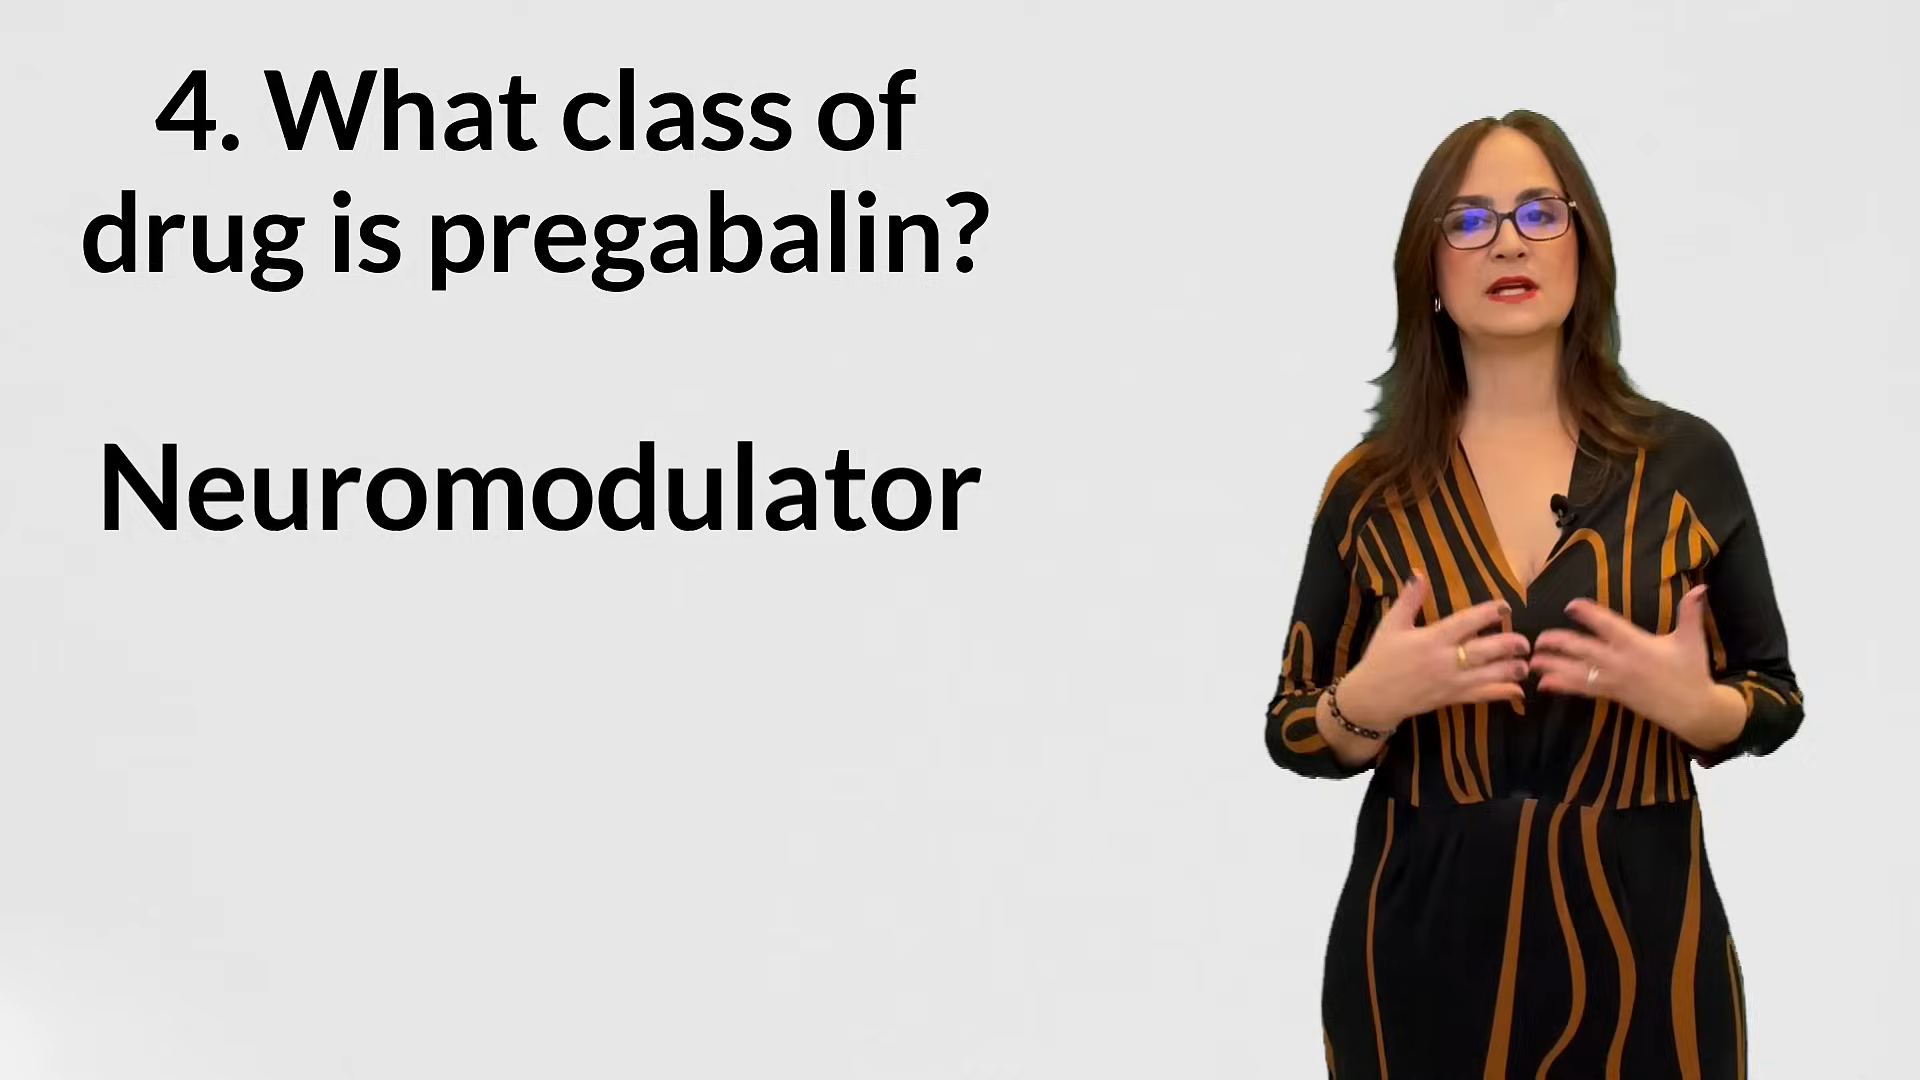 4. What class of
drug is pregabalin?
Neuromodulator